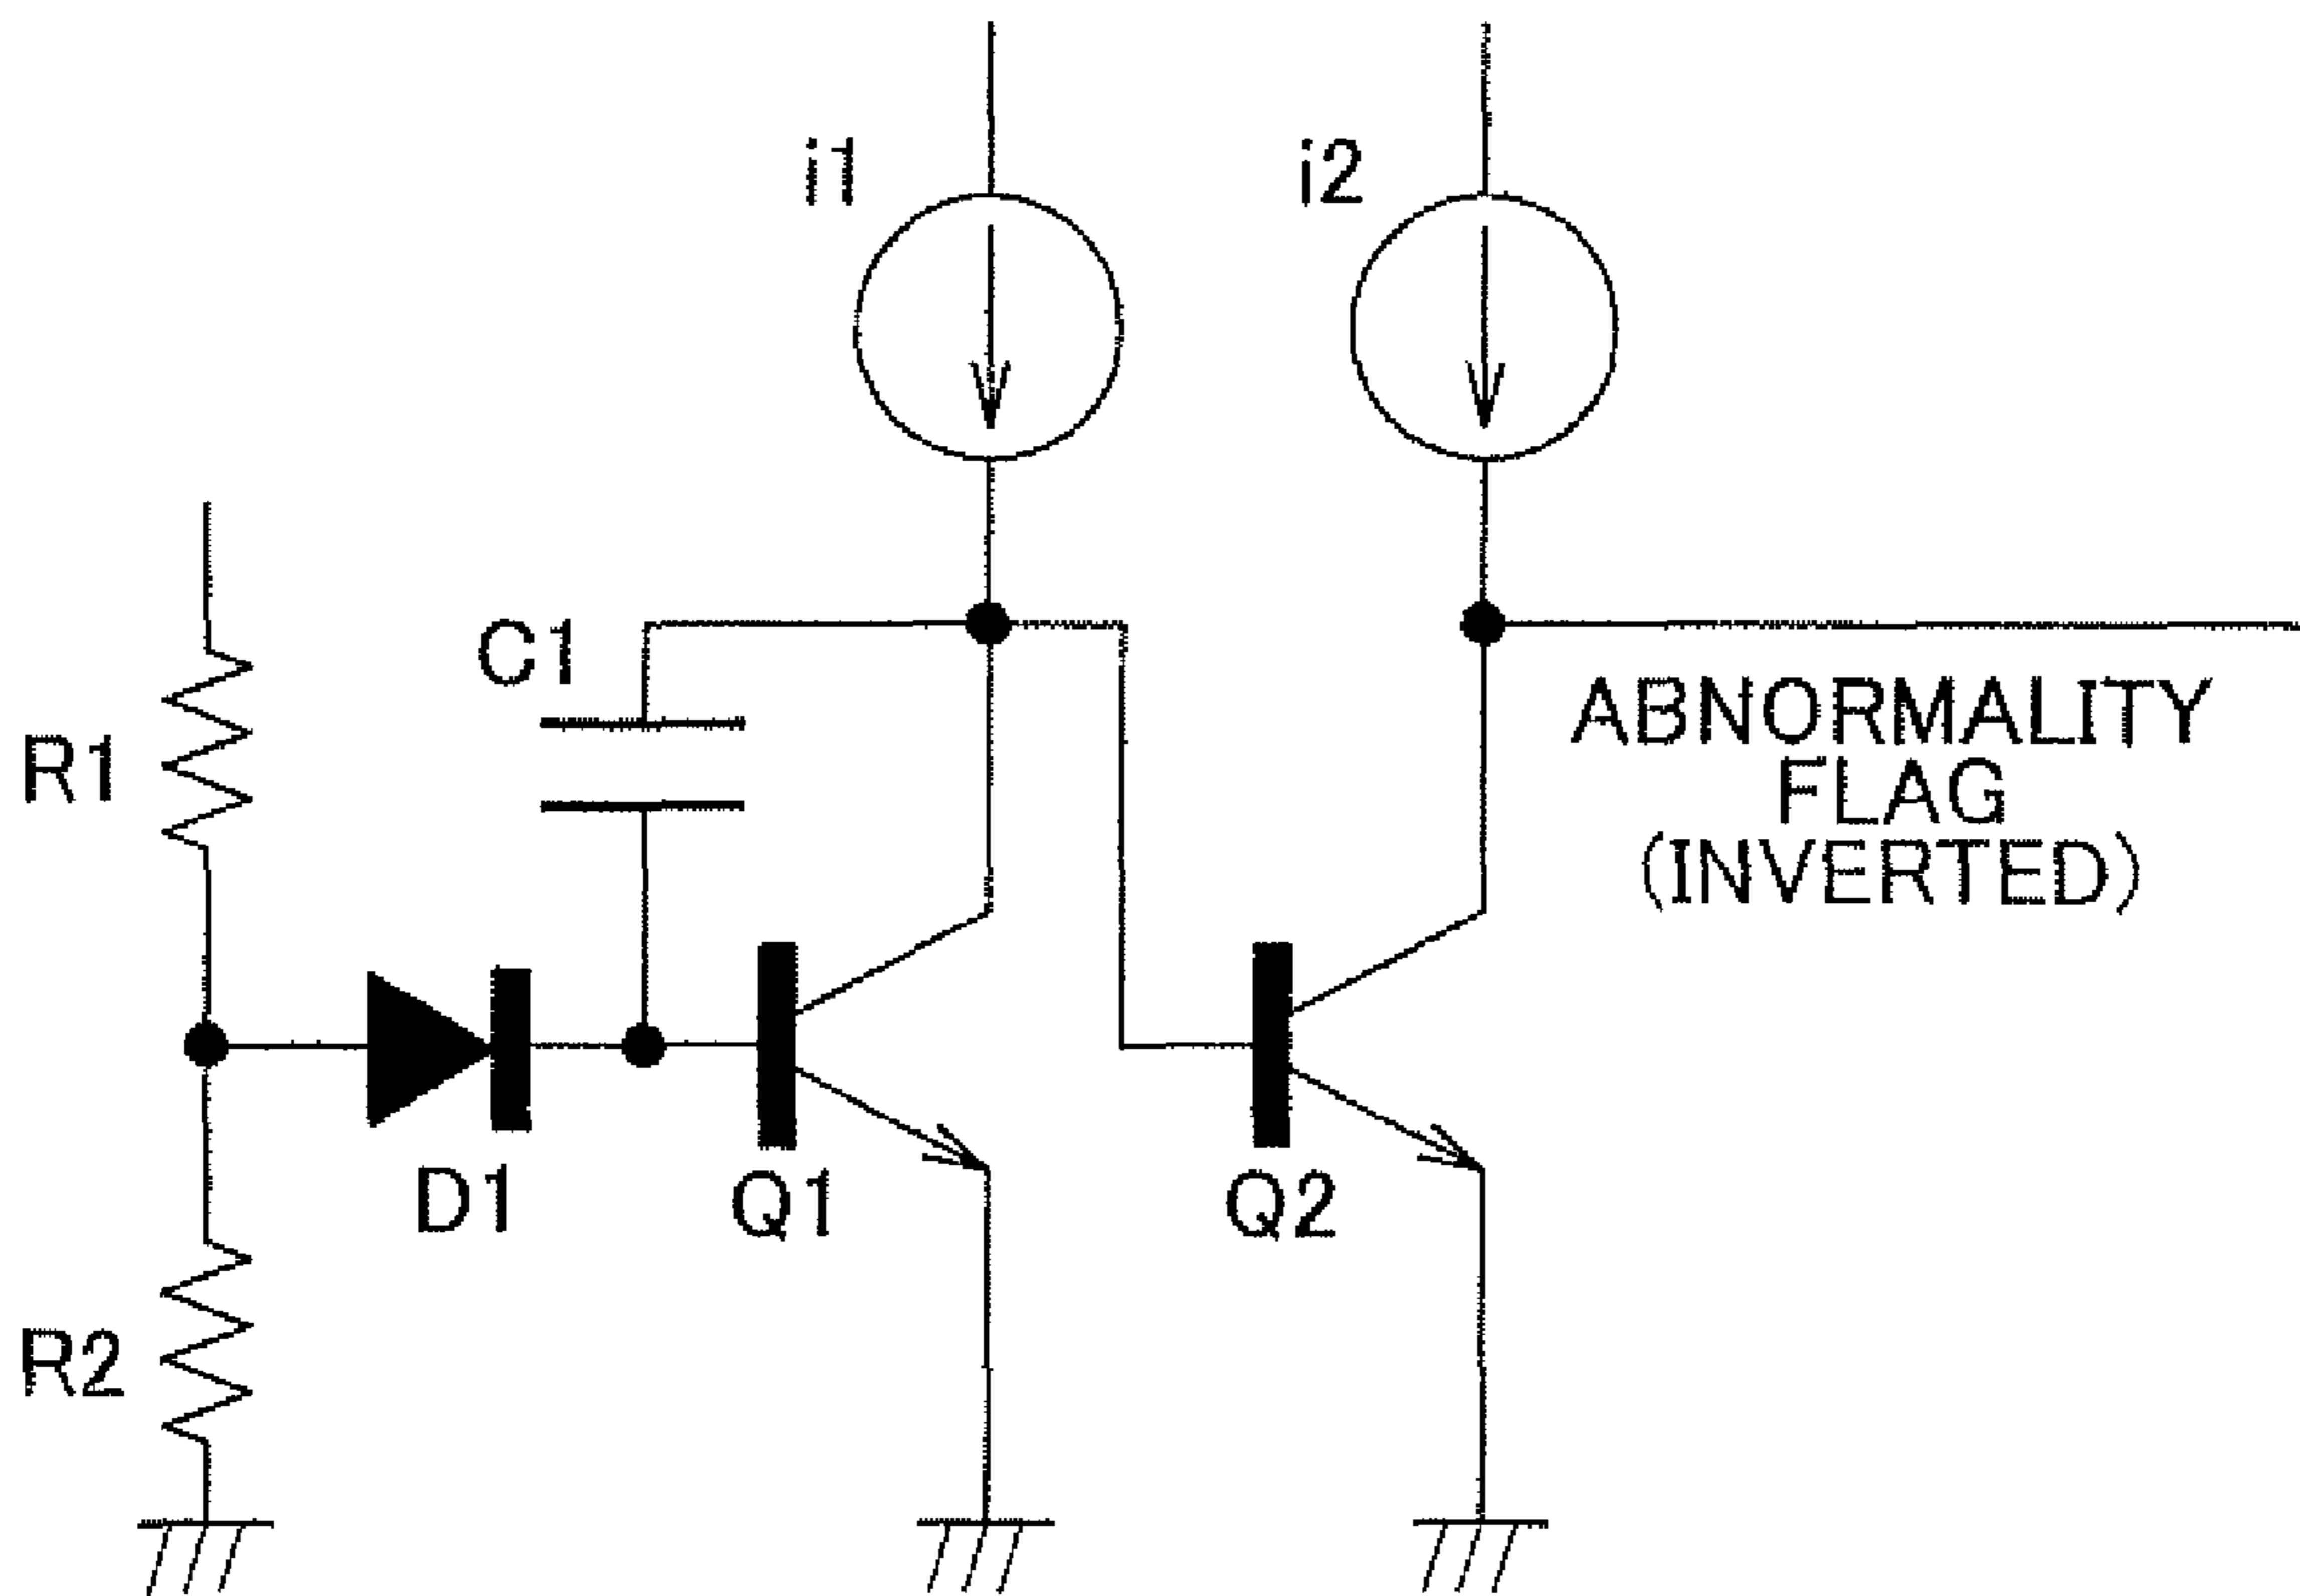 i1
i2
C1
R1
ABNORMALITY
FLAG
(INVERTED)
D1
Q1
Q2
R2